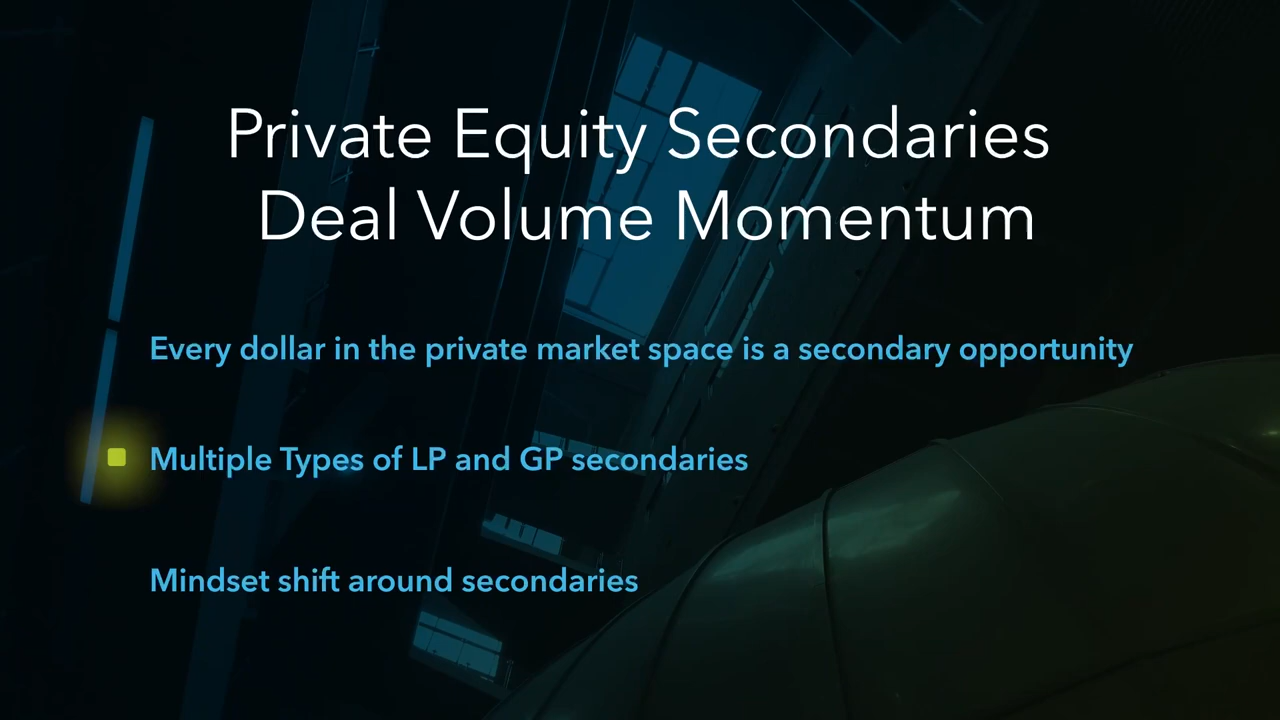 Private Equity Secondaries
Deal Volume Momentum
Every dollar in the private market space is a secondary opportunity
Multiple Types of LP and GP secondaries
Mindset shift around secondaries